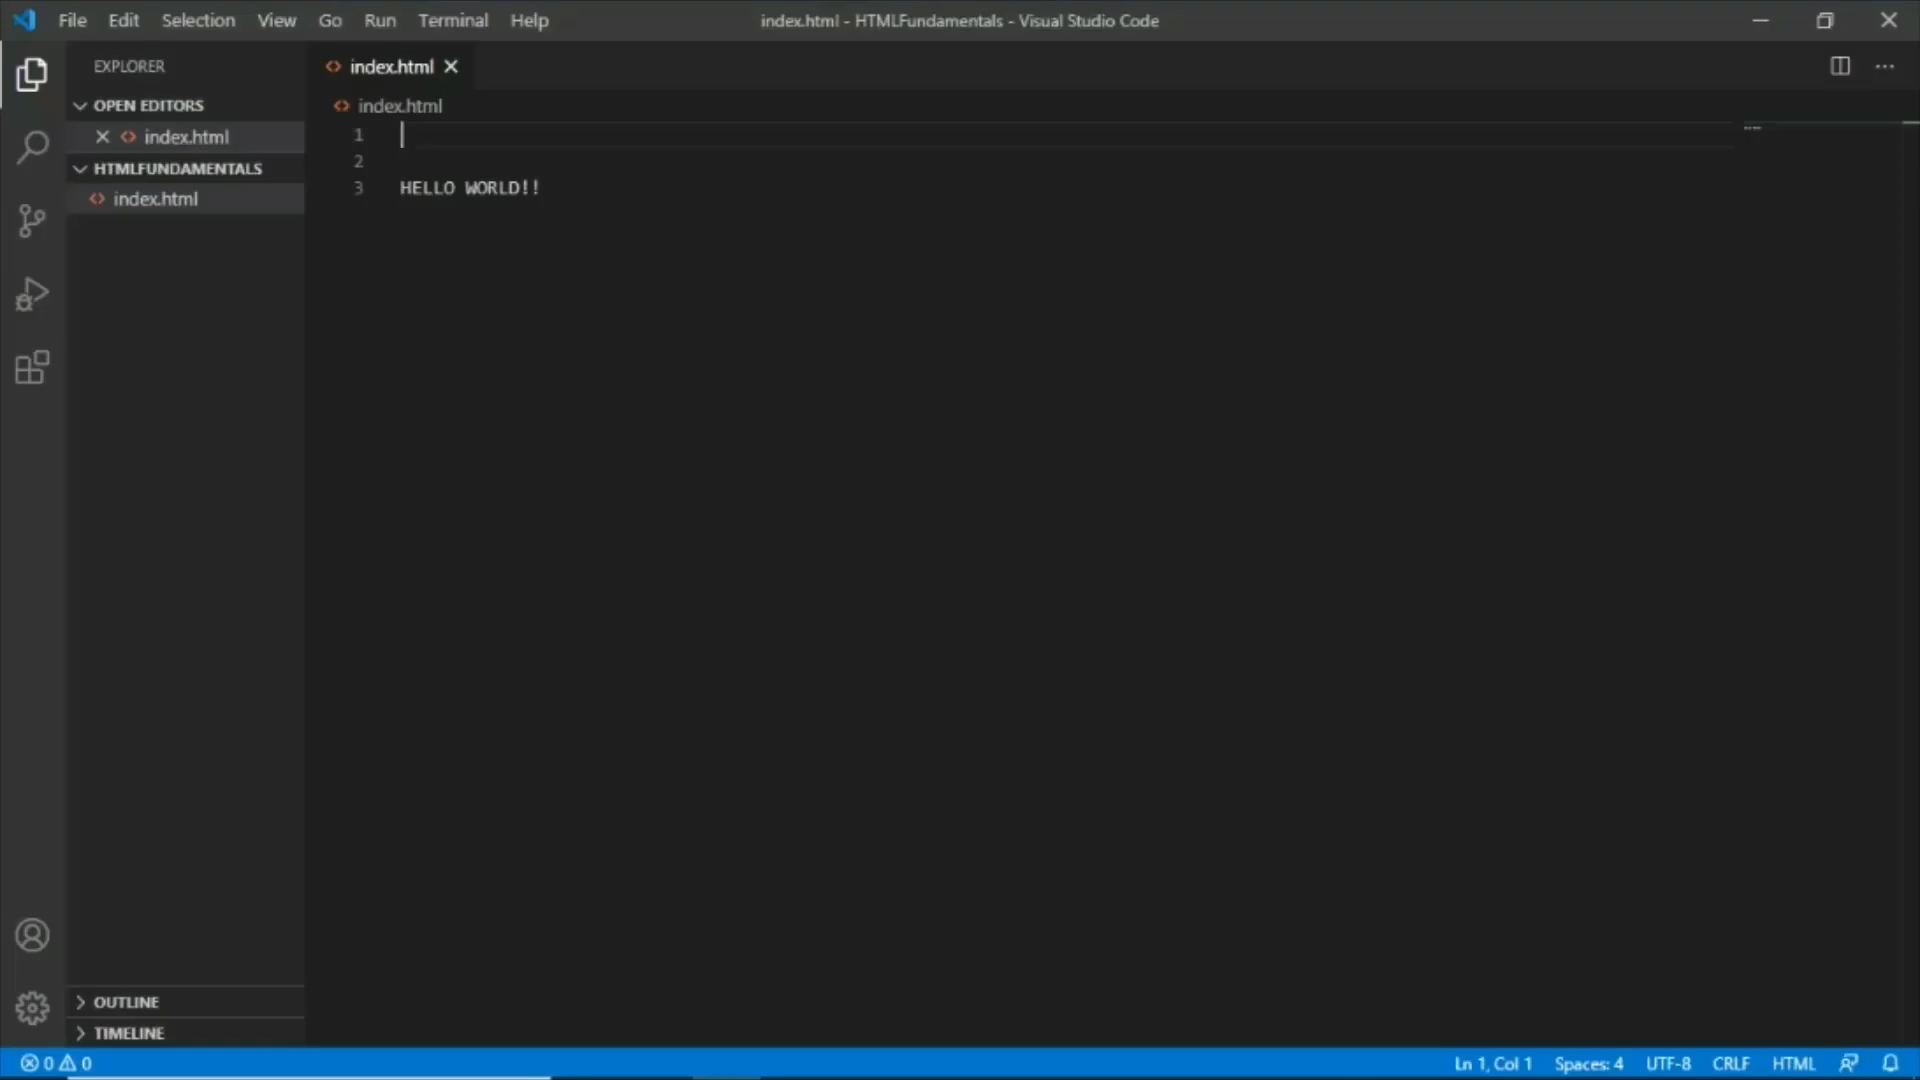 File Edit Selection View Go Run Terminal Help
index.html - HTMLFundamentals - Visual Studio Code
EXPLORER
OPEN EDITORS
index.html
HTMLFUNDAMENTALS
index.html
OUTLINE
TIMELINE
index.html
index.html
1
2
3 HELLO WORLD!!
0 0
Ln 1, Col 1 Spaces: 4 UTF-8 CRLF HTML